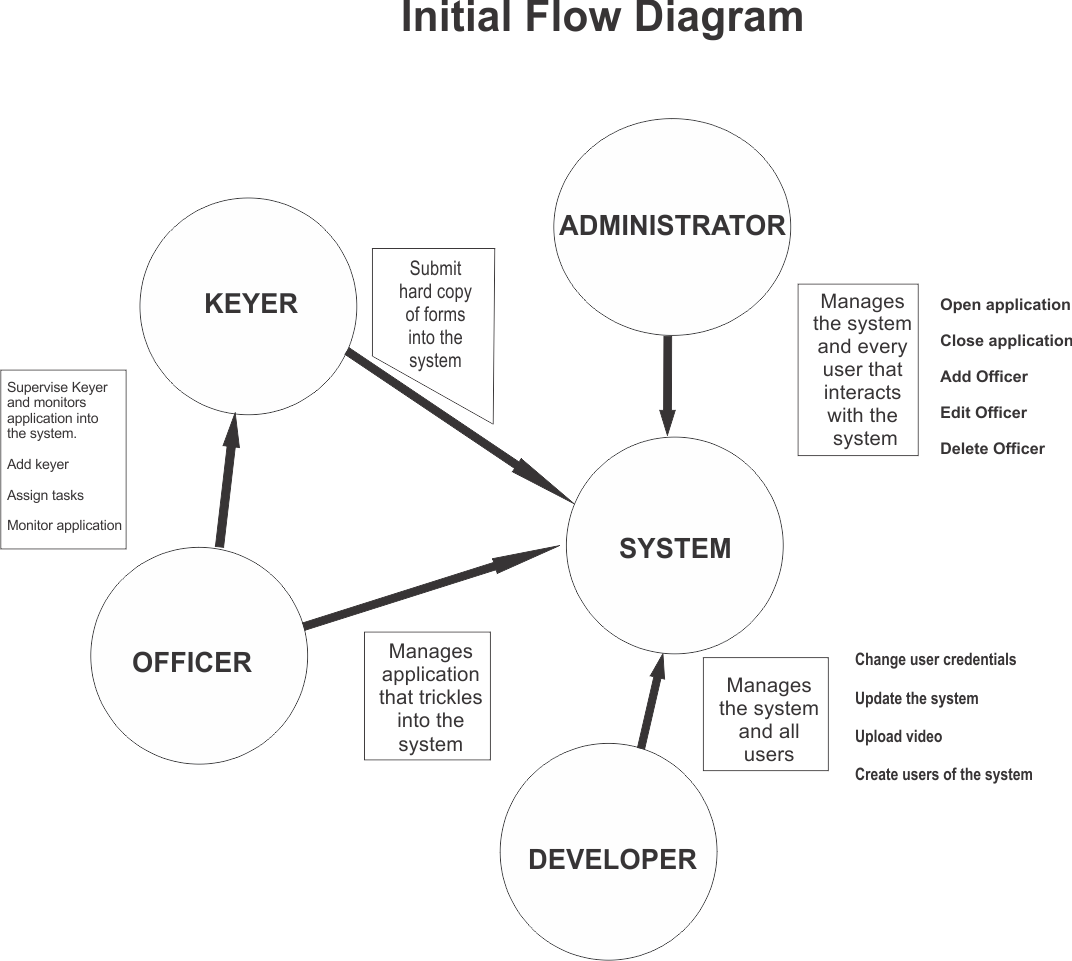 Initial Flow Diagram
ADMINISTRATOR
KEYER
Submit
hard copy
of forms
into the
system
Manages
the system
and every
user that
interacts
with the
system
Open application
Close application
Add Officer
Edit Officer
Delete Officer
Supervise Keyer
and monitors
application into
the system.
Add keyer
Assign tasks
Monitor application
SYSTEM
OFFICER
Manages
application
that trickles
into the
system
Manages
the system
and all
users
Change user credentials
Update the system
Upload video
Create users of the system
DEVELOPER